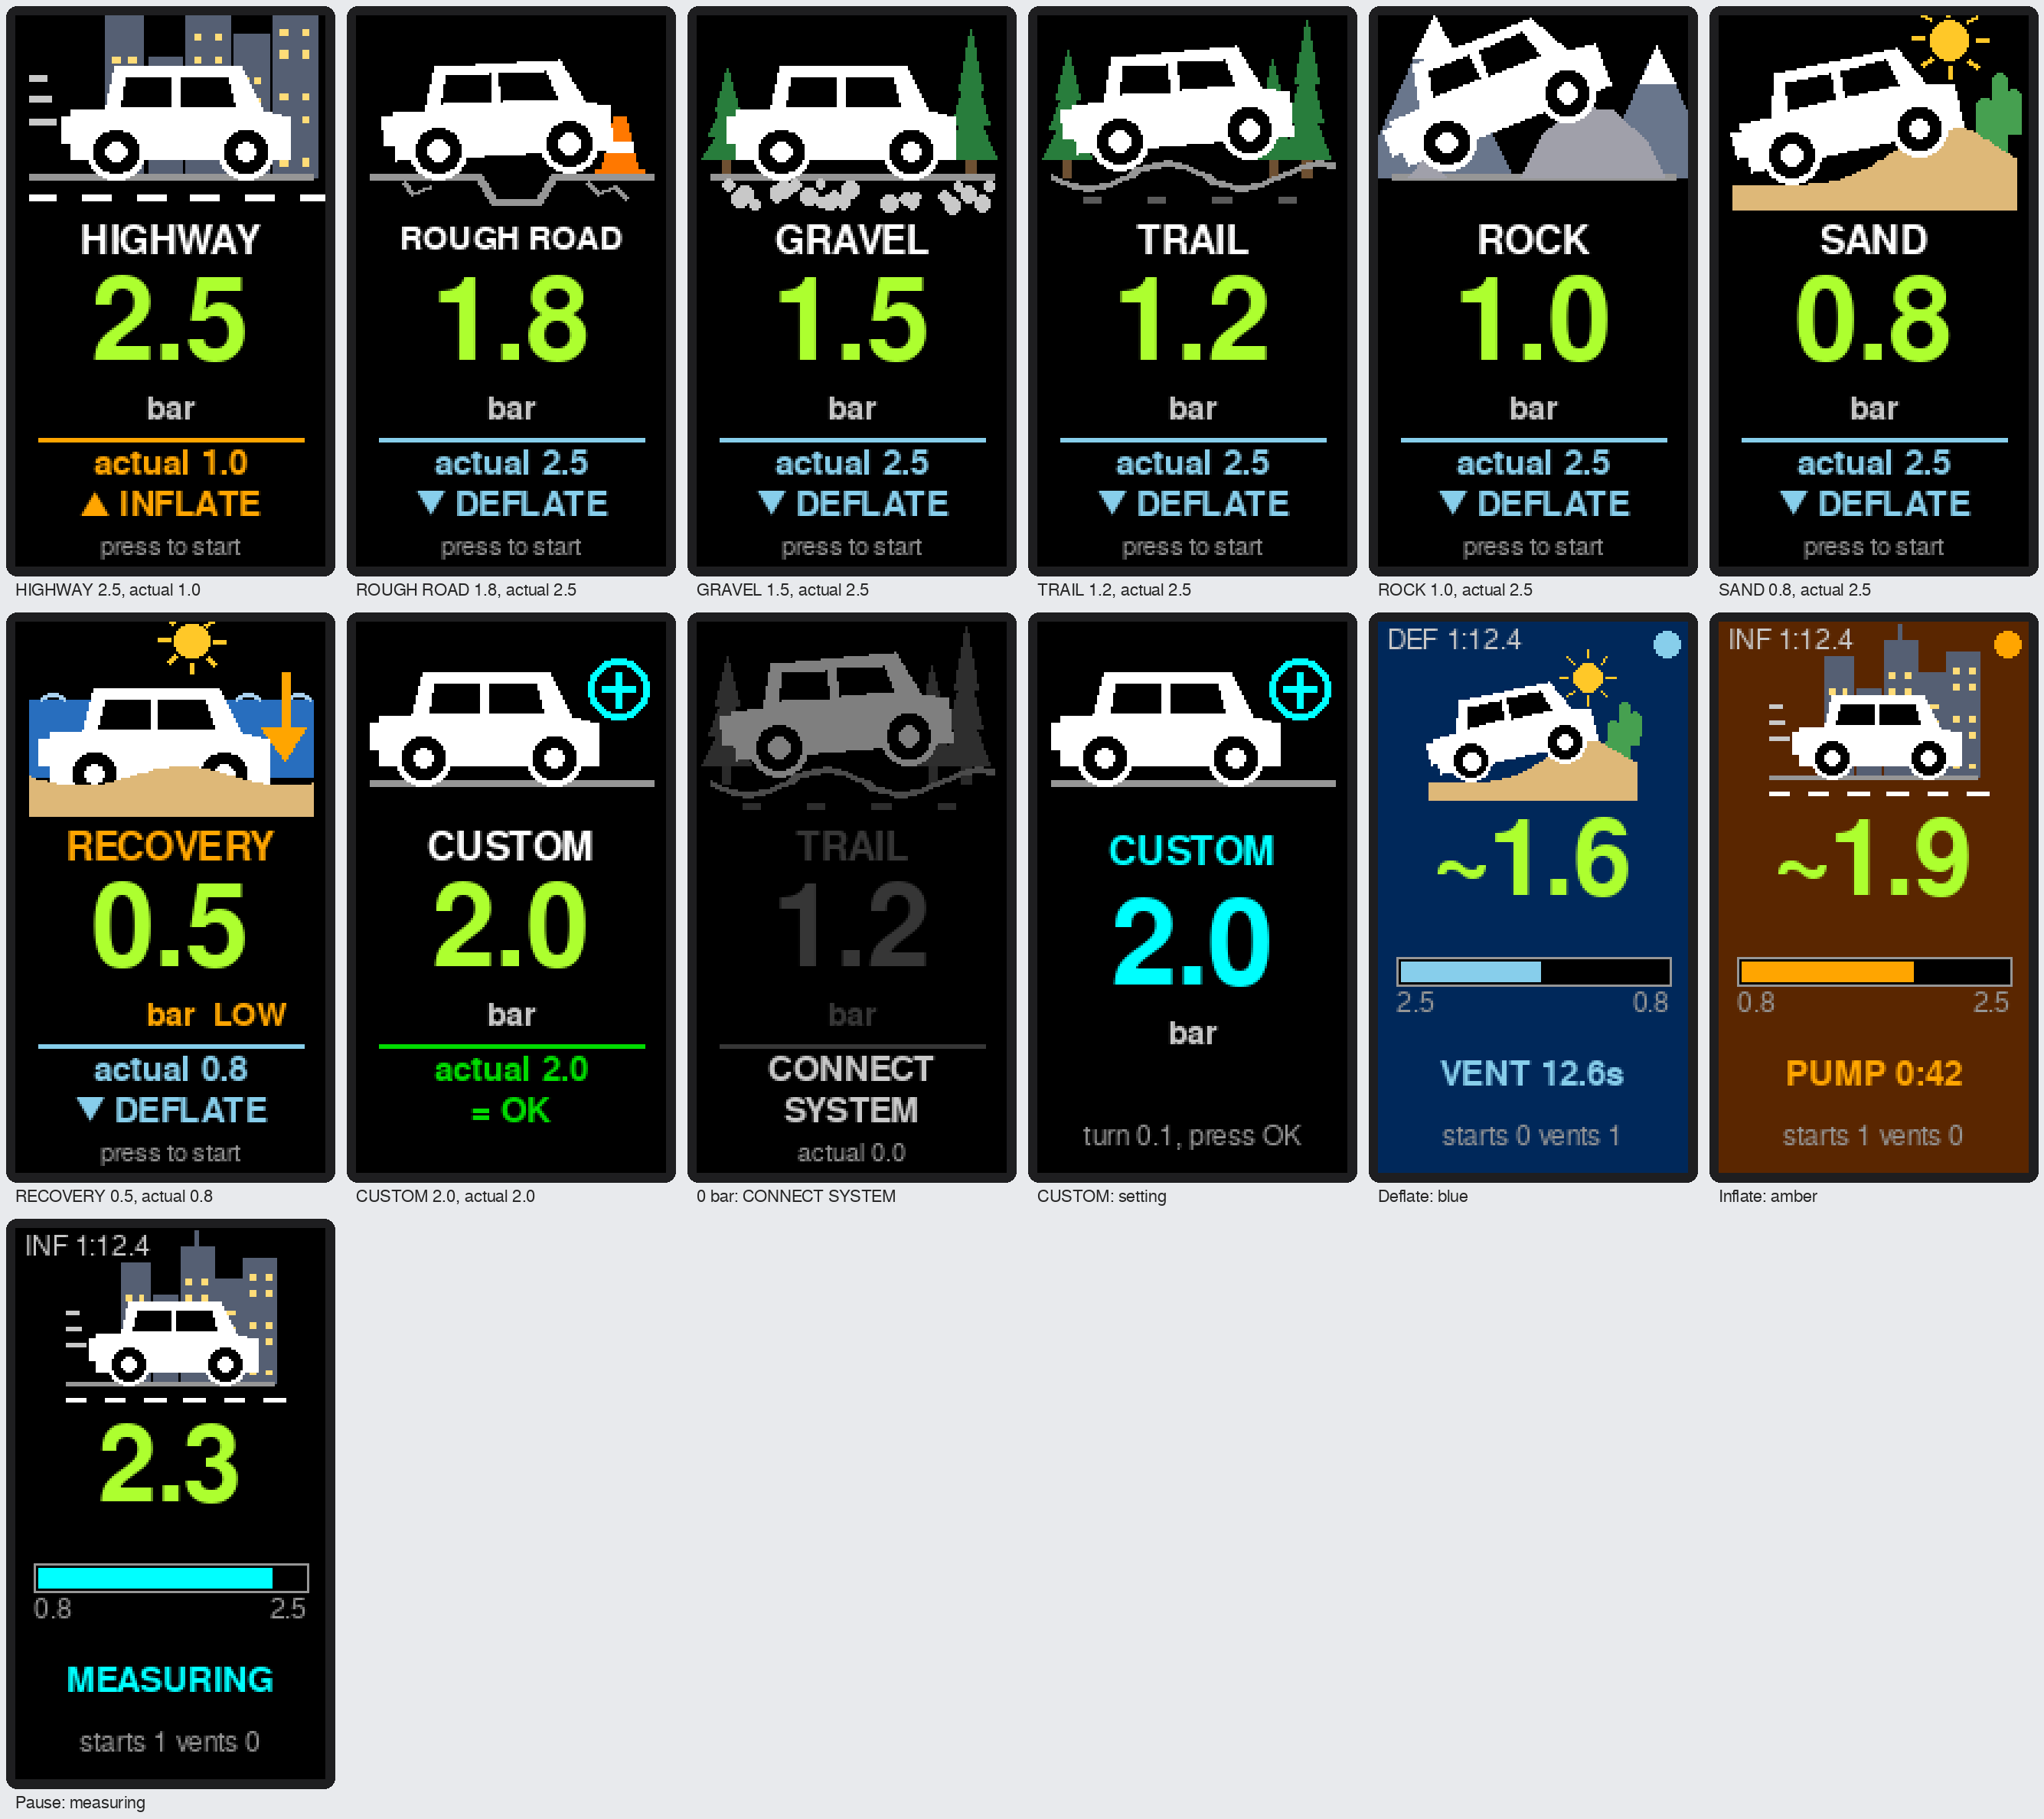 HIGHWAY
2.5
bar
actual 1.0
▲ INFLATE
press to start
HIGHWAY 2.5, actual 1.0
ROUGH ROAD
1.8
bar
actual 2.5
▼ DEFLATE
press to start
ROUGH ROAD 1.8, actual 2.5
GRAVEL
1.5
bar
actual 2.5
▼ DEFLATE
press to start
GRAVEL 1.5, actual 2.5
TRAIL
1.2
bar
actual 2.5
▼ DEFLATE
press to start
TRAIL 1.2, actual 2.5
ROCK
1.0
bar
actual 2.5
▼ DEFLATE
press to start
ROCK 1.0, actual 2.5
SAND
0.8
bar
actual 2.5
▼ DEFLATE
press to start
SAND 0.8, actual 2.5
RECOVERY
0.5
bar LOW
actual 0.8
▼ DEFLATE
press to start
RECOVERY 0.5, actual 0.8
CUSTOM
2.0
bar
actual 2.0
= OK
CUSTOM 2.0, actual 2.0
TRAIL
1.2
bar
CONNECT
SYSTEM
actual 0.0
0 bar: CONNECT SYSTEM
CUSTOM
2.0
bar
turn 0.1, press OK
CUSTOM: setting
DEF 1:12.4
~1.6
2.5 0.8
VENT 12.6s
starts 0 vents 1
Deflate: blue
INF 1:12.4
~1.9
0.8 2.5
PUMP 0:42
starts 1 vents 0
Inflate: amber
INF 1:12.4
2.3
0.8 2.5
MEASURING
starts 1 vents 0
Pause: measuring